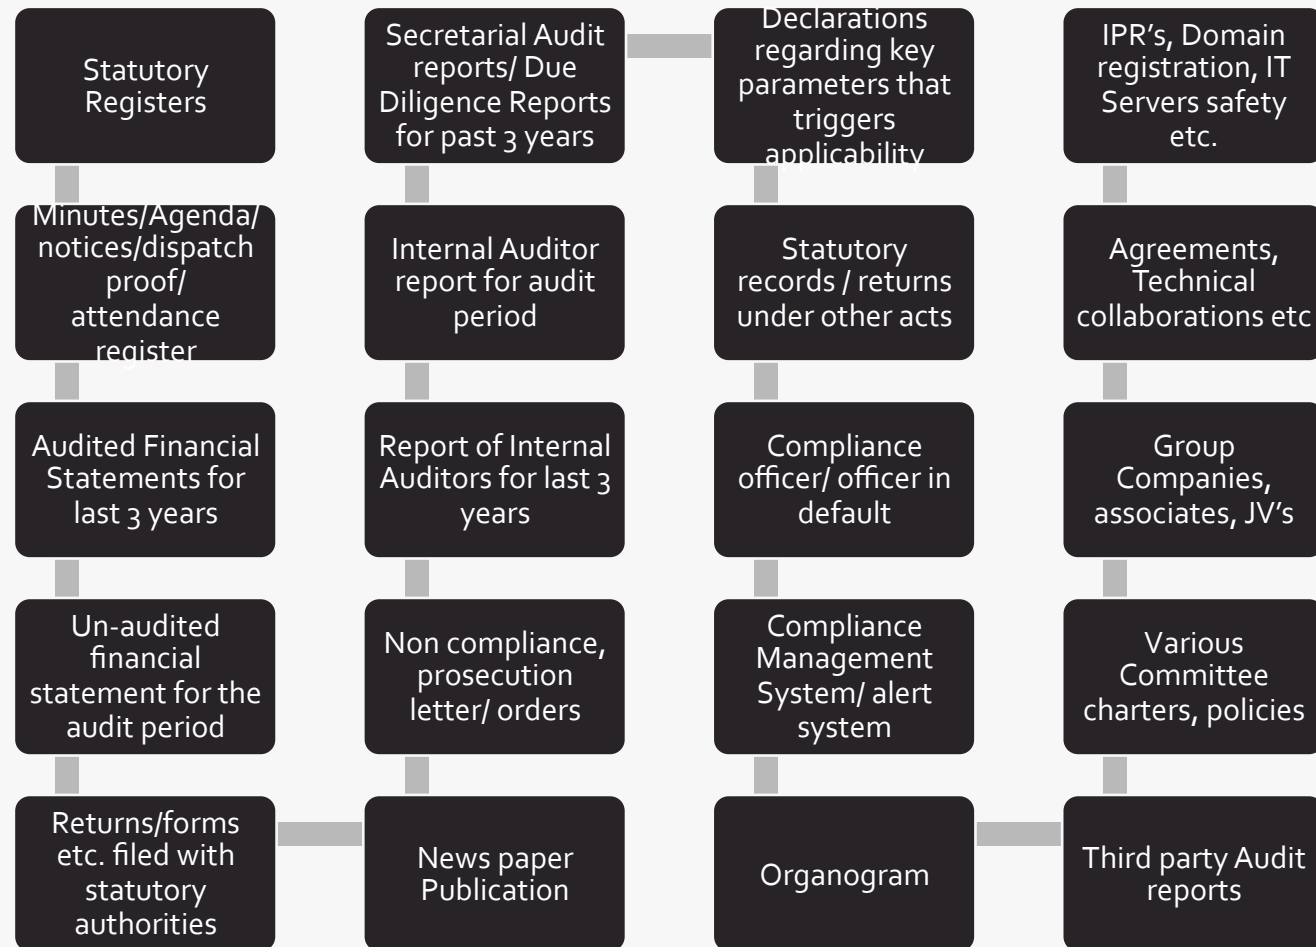 Statutory
Registers
Minutes/Agenda/
notices/dispatch
proof/
attendance
register
Audited Financial
Statements for
last 3 years
Un-audited
financial
statement for the
audit period
Returns/forms
etc. filed with
statutory
authorities
News paper
Publication
Non compliance,
prosecution
letter/ orders
Report of Internal
Auditors for last 3
years
Internal Auditor
report for audit
period
Secretarial Audit
reports/ Due
Diligence Reports
for past 3 years
Declarations
regarding key
parameters that
triggers
applicability
Statutory
records / returns
under other acts
Compliance
officer/ officer in
default
Compliance
Management
System/ alert
system
Organogram
Third party Audit
reports
Various
Committee
charters, policies
Group
Companies,
associates, JV's
Agreements,
Technical
collaborations etc
IPR's, Domain
registration, IT
Servers safety
etc.